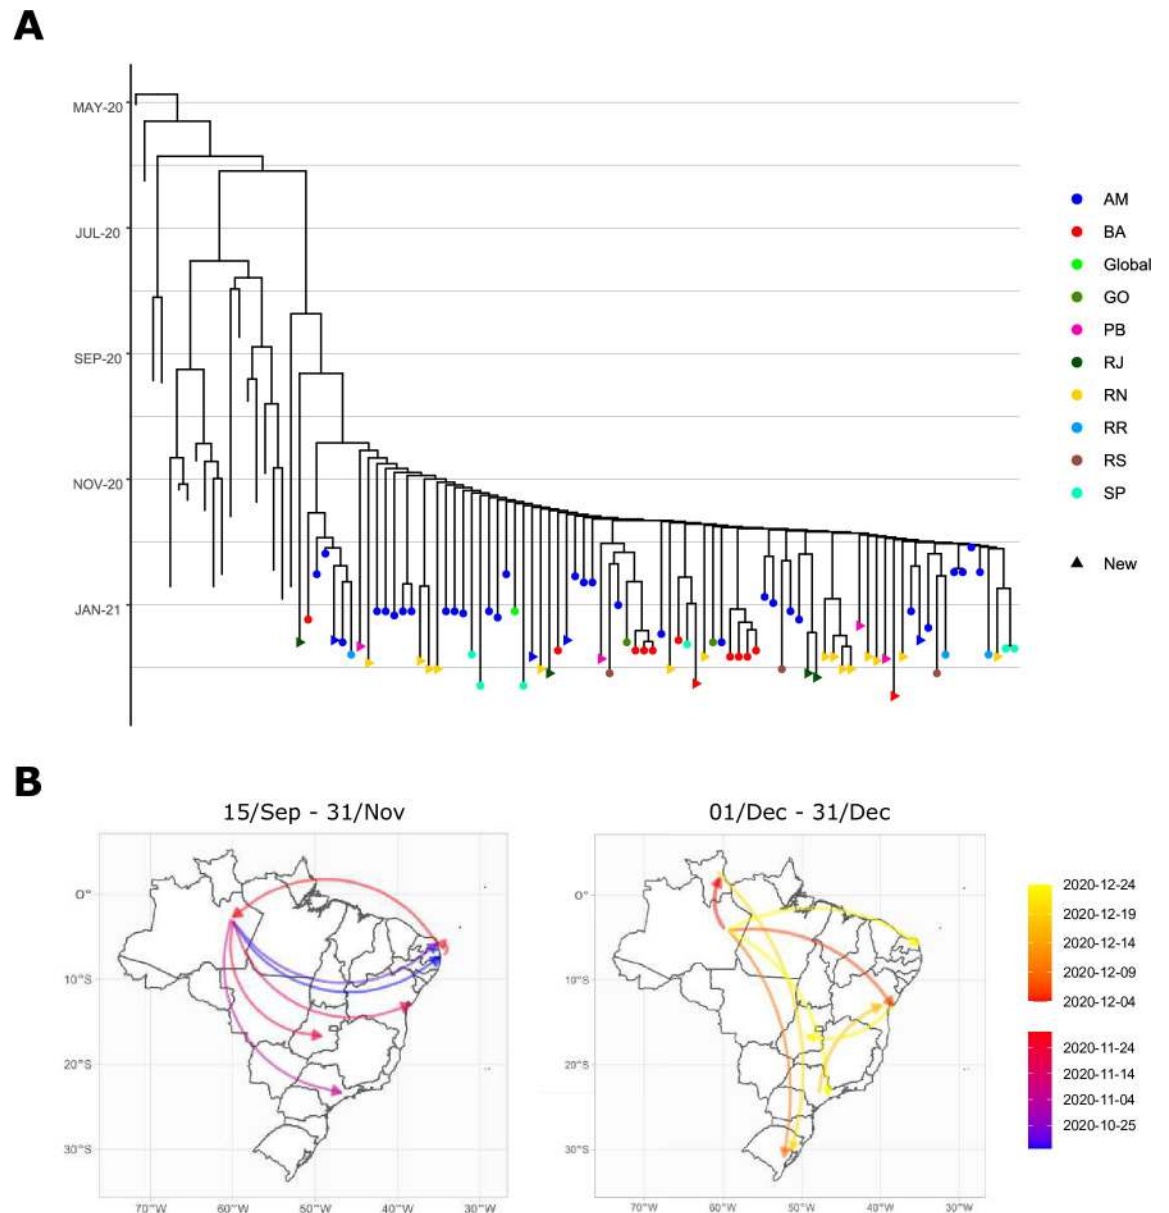 A
MAY-20
JUL-20
SEP-20
NOV-20
JAN-21
AM
BA
Global
GO
PB
RJ
RN
RR
RS
SP
New
B
15/Sep - 31/Nov
01/Dec - 31/Dec
0°
10°S
20°S
30°S
70°W
60°W
50°W
40°W
30°W
0°
10°S
20°S
30°S
70°W
60°W
50°W
40°W
30°W
2020-12-24
2020-12-19
2020-12-14
2020-12-09
2020-12-04
2020-11-24
2020-11-14
2020-11-04
2020-10-25